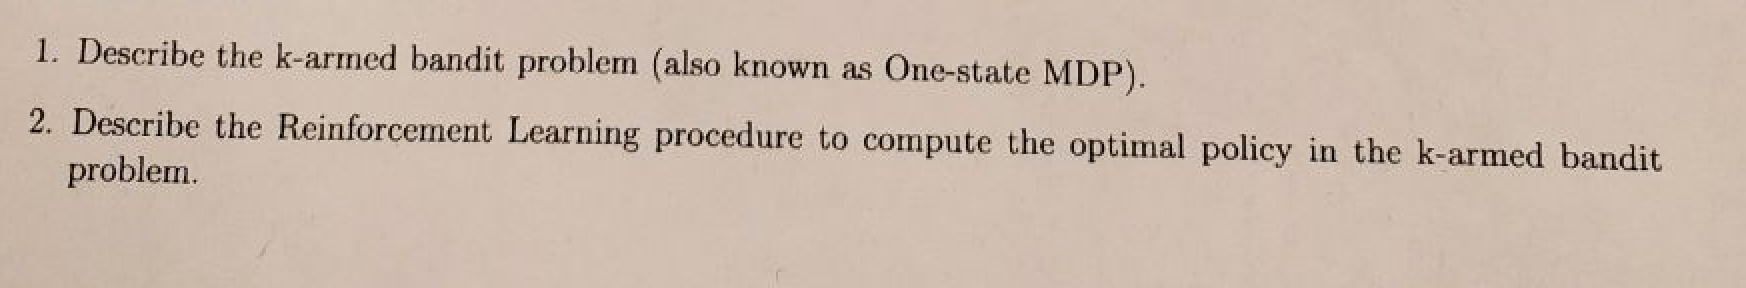 1. Describe the k-armed bandit problem (also known as One-state MDP).
2. Describe the Reinforcement Learning procedure to compute the optimal policy in the k-armed bandit
problem.